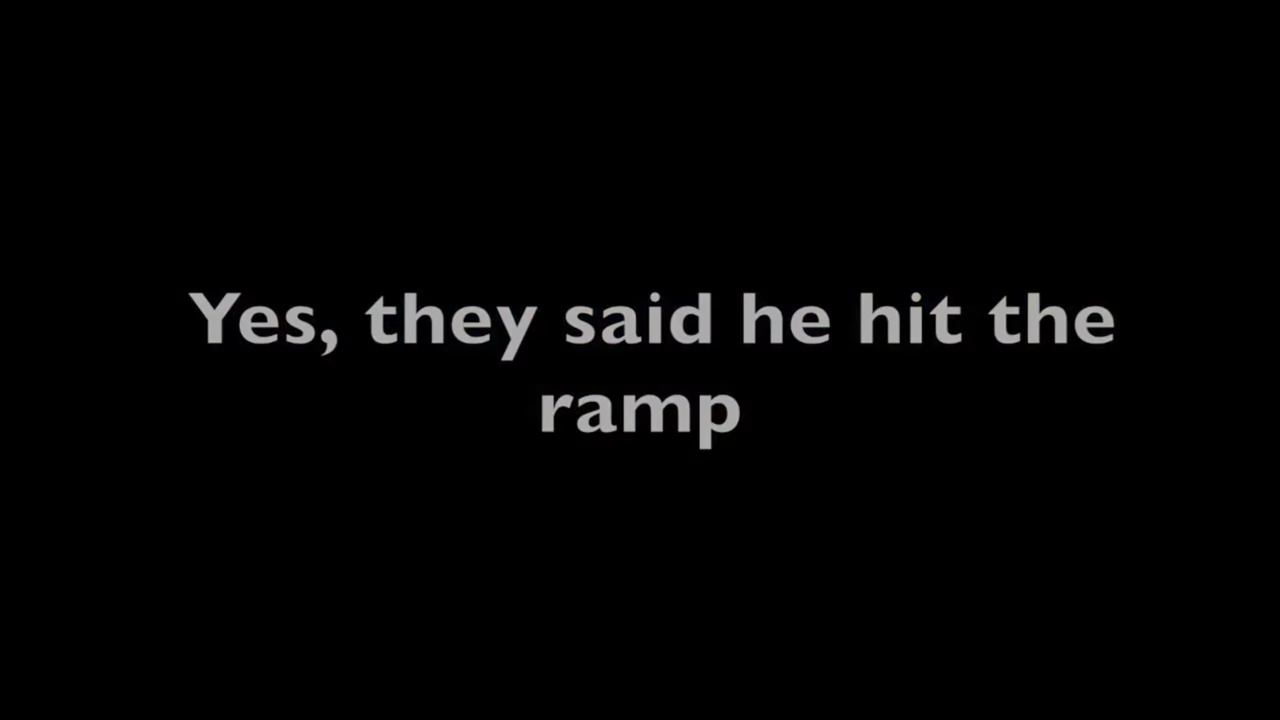 Yes, they said he hit the
ramp